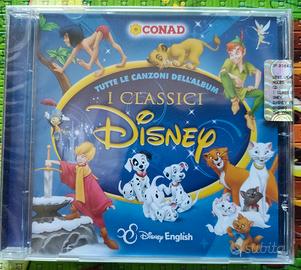 CONAD
TUTTE LE CANZONI DELL'ALBUM
I CLASSICI
Disney
Disney English
subito